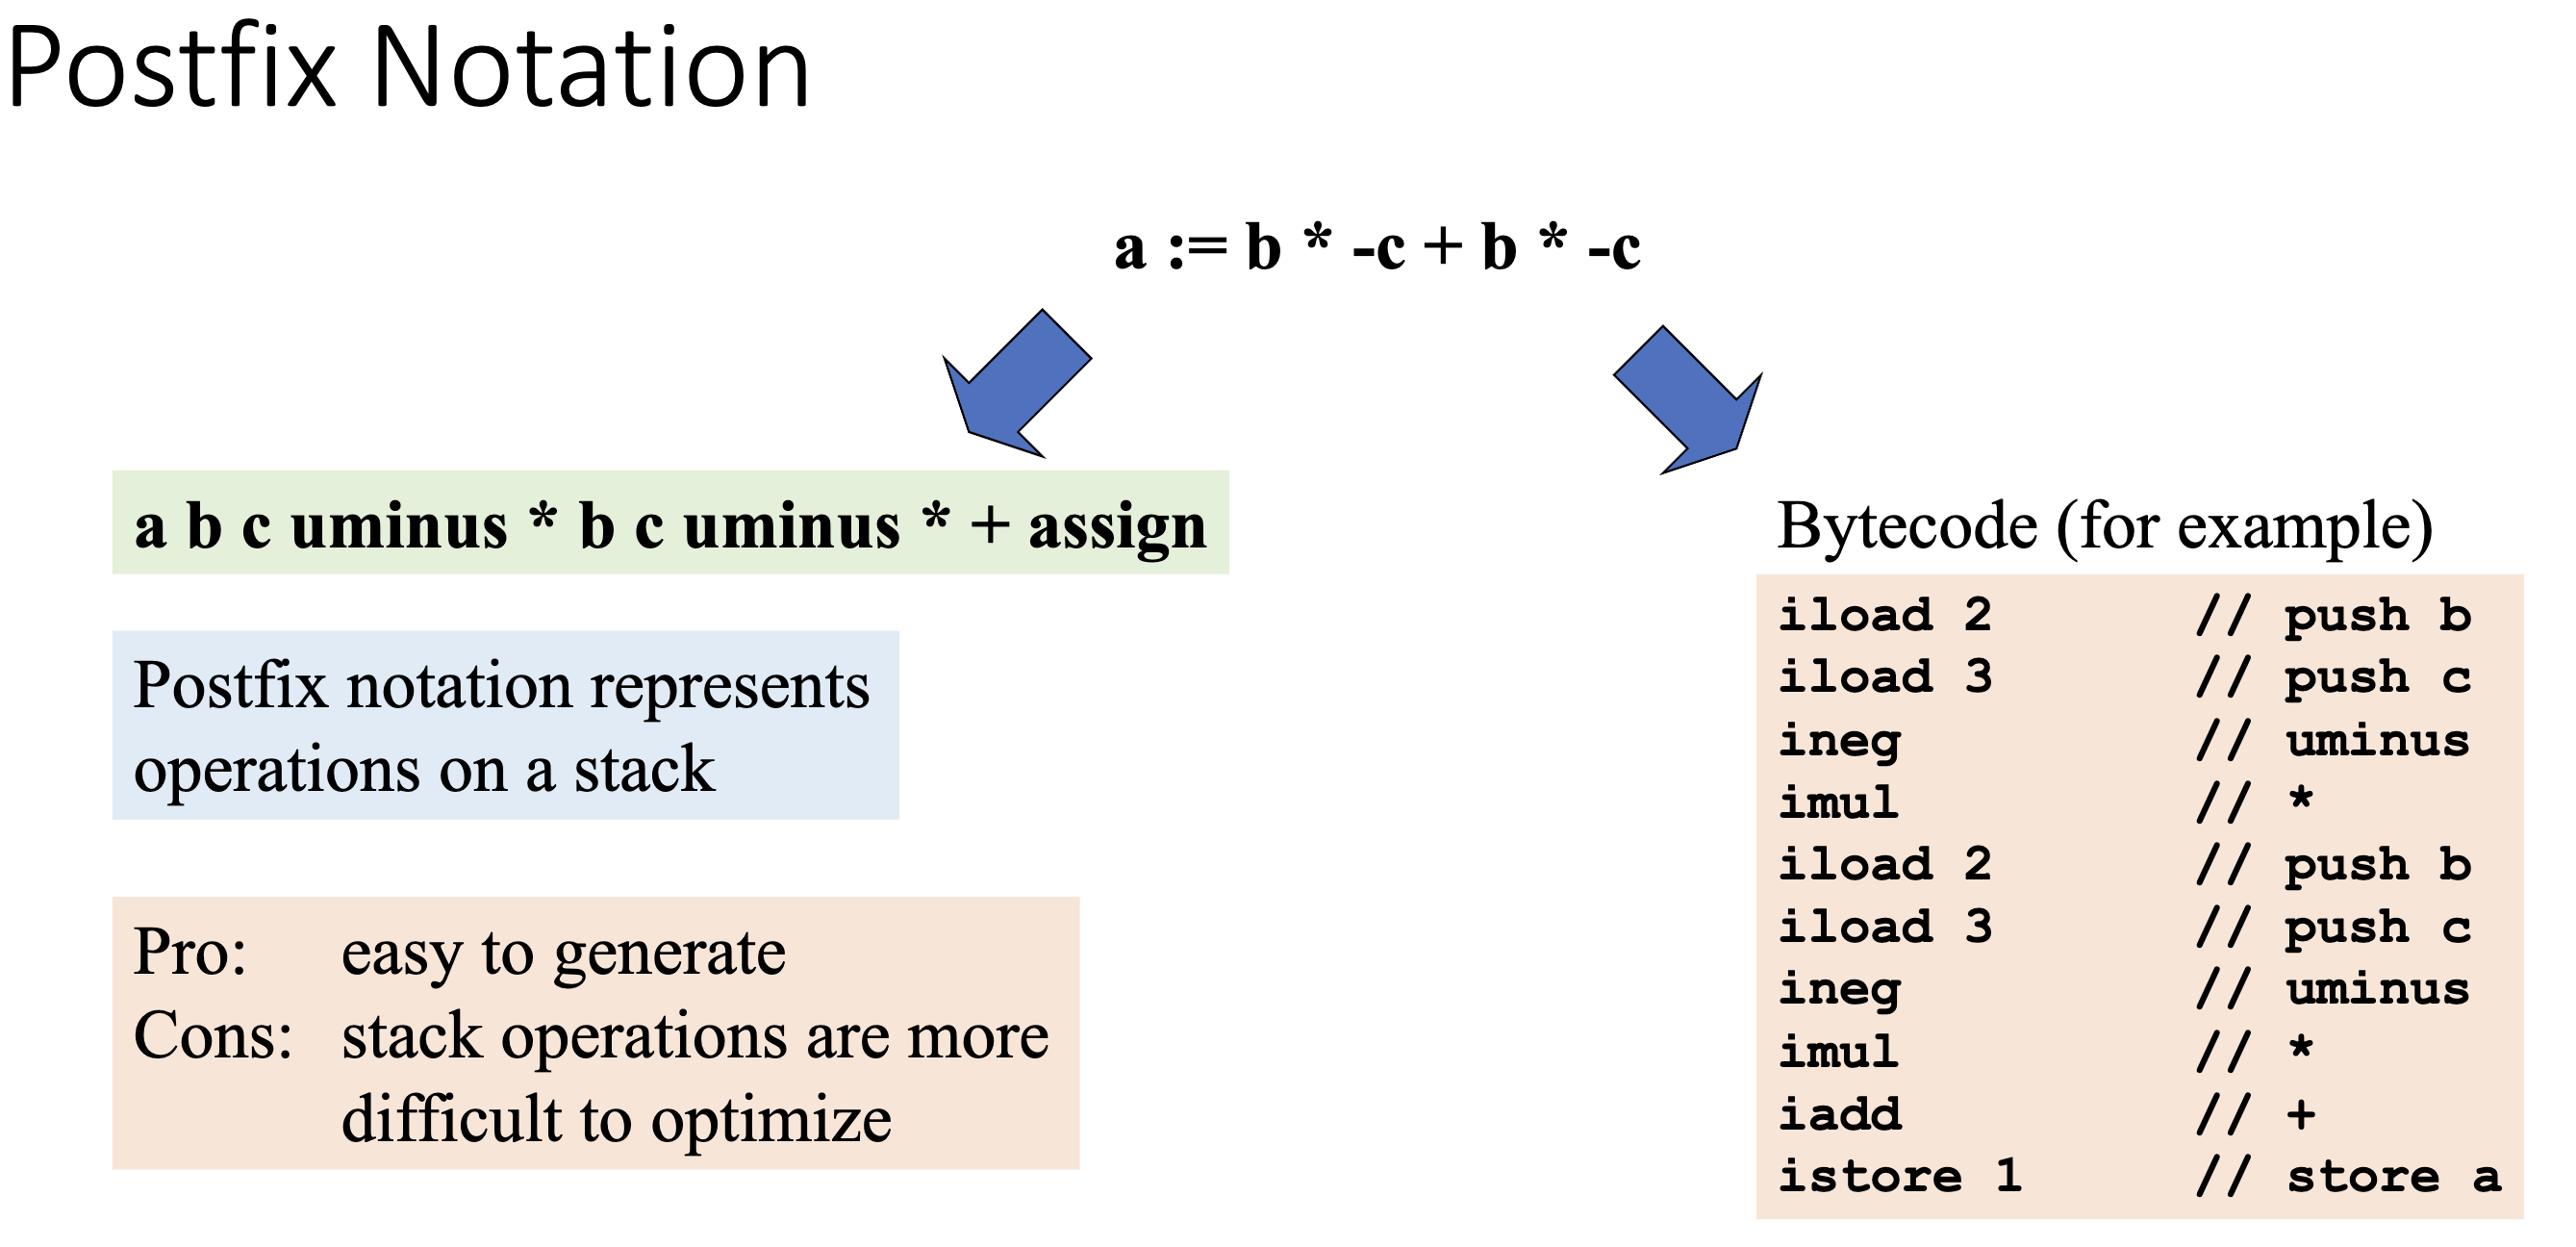 Postfix Notation
a := b * -c + b * -c
a b c uminus * b c uminus * + assign
Postfix notation represents
operations on a stack
Pro: easy to generate
Cons: stack operations are more
difficult to optimize
Bytecode (for example)
iload 2 // push b
iload 3 // push c
ineg // uminus
imul // *
iload 2 // push b
iload 3 // push c
ineg // uminus
imul // *
iadd // +
istore 1 // store a